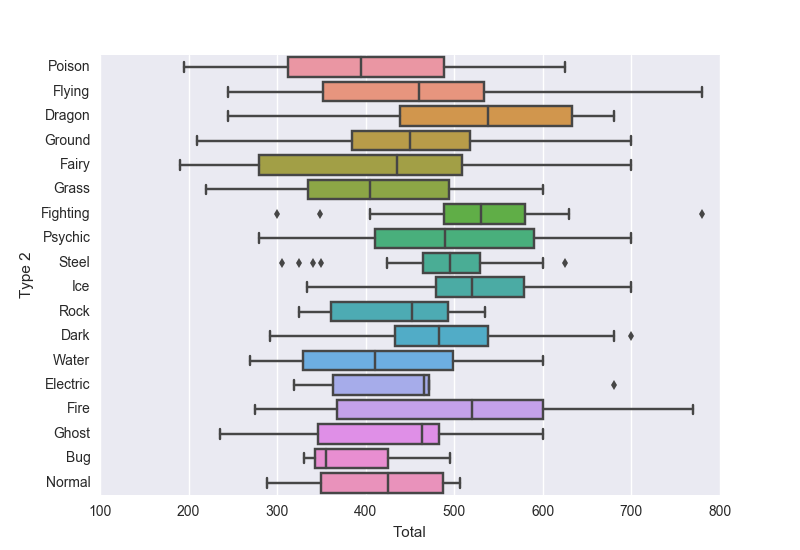 Poison
Flying
Dragon
Ground
Fairy
Grass
Fighting
Psychic
Steel
Ice
Rock
Dark
Water
Electric
Fire
Ghost
Bug
Normal
Type 2
100 200 300 400 500 600 700 800
Total